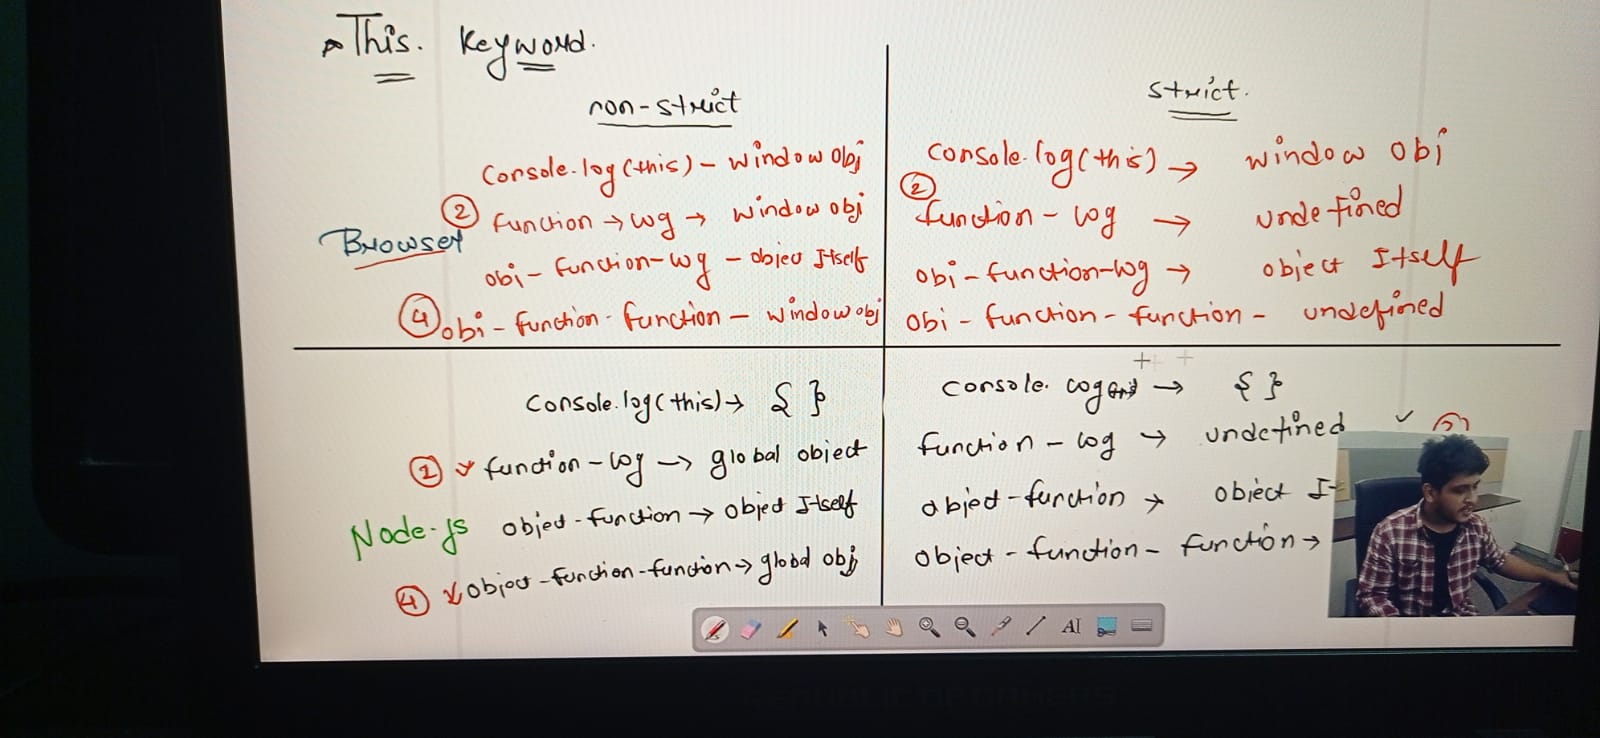 This. Keyword.
non-strict
strict.
Console.log(this) - window obj
② function → log → window obj
Browser
obj - function - log - object Itself
④ obj - function - function - window obj
console.log(this) → window obj
② function - log → undefined
obj - function - log → object Itself
obj - function - function - undefined
console.log(this) → { }
② function - log → global object
Node-js
object - function → object Itself
④ object - function - function → global obj
console. log → { }
function - log → undefined
object - function → object I
object - function - function →
AI